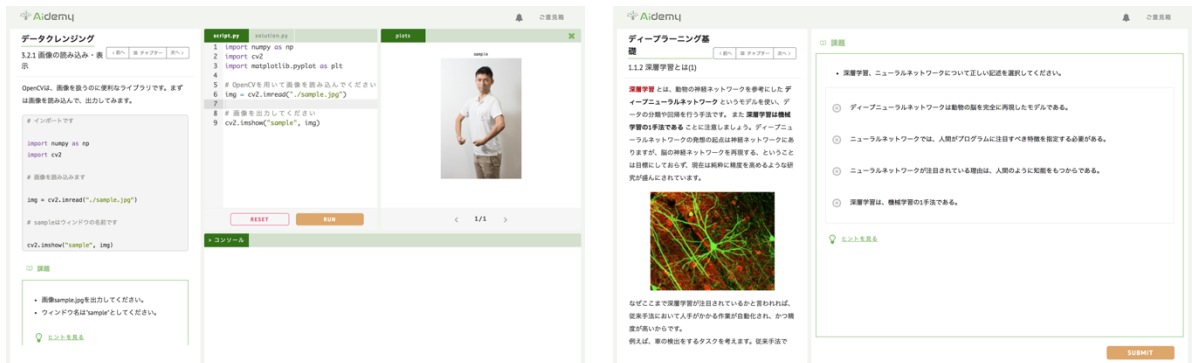 Aidemy
ご意見箱
データクレンジング
3.2.1 画像の読み込み・表示
< 前へ
チャプター
次へ >
OpenCVは、画像を扱うのに便利なライブラリです。まず
は画像を読み込んで、出力してみます。
# インポートです
import numpy as np
import cv2
# 画像を読み込みます
img = cv2.imread("./sample.jpg")
# sampleはウィンドウの名前です
cv2.imshow("sample", img)
課題
• 画像sample.jpgを出力してください。
• ウィンドウ名は"sample"としてください。
ヒントを見る
script.py
solution.py
1 import numpy as np
2 import cv2
3 import matplotlib.pyplot as plt
4
5 # OpenCVを用いて画像を読み込んでください
6 img = cv2.imread("./sample.jpg")
7
8 # 画像を出力してください
9 cv2.imshow("sample", img)
RESET
RUN
plots
sample
< 1/1 >
> コンソール
Aidemy
ご意見箱
ディープラーニング基
礎
< 前へ
チャプター
次へ >
1.1.2 深層学習とは(1)
深層学習 とは、動物の神経ネットワークを参考にした デ
ィープニューラルネットワーク というモデルを使い、デ
ータの分類や回帰を行う手法です。 また 深層学習は機械
学習の1手法である ことに注意しましょう。ディープニュ
ーラルネットワークの発想の起点は神経ネットワークにあ
りますが、脳の神経ネットワークを再現する、ということ
は目標にしておらず、現在は純粋に精度を高めるような研
究が盛んにされています。
なぜここまで深層学習が注目されているかと言われれば、
従来手法において人手がかかる作業が自動化され、かつ精
度が高いからです。
例えば、車の検出をするタスクを考えます。従来手法で
課題
• 深層学習、ニューラルネットワークについて正しい記述を選択してください。
ディープニューラルネットワークは動物の脳を完全に再現したモデルである。
ニューラルネットワークでは、人間がプログラムに注目すべき特徴を指定する必要がある。
ニューラルネットワークが注目されている理由は、人間のように知能をもつからである。
深層学習は、機械学習の1手法である。
ヒントを見る
SUBMIT